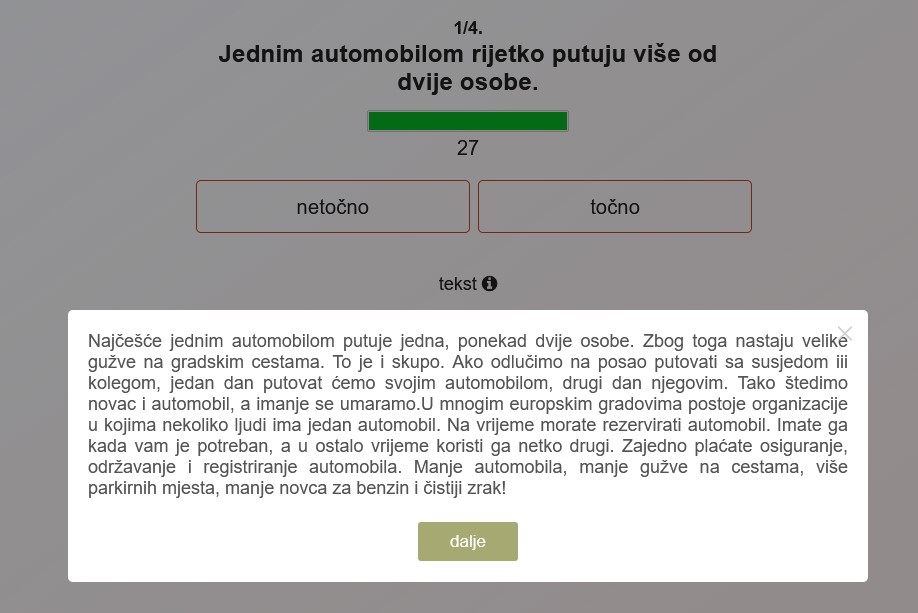 1/4.
Jednim automobilom rijetko putuju više od
dvije osobe.
27
netočno
točno
tekst
Najčešće jednim automobilom putuje jedna, ponekad dvije osobe. Zbog toga nastaju velike
gužve na gradskim cestama. To je i skupo. Ako odlučimo na posao putovati sa susjedom iii
kolegom, jedan dan putovat ćemo svojim automobilom, drugi dan njegovim. Tako štedimo
novac i automobil, a imanje se umaramo.U mnogim europskim gradovima postoje organizacije
u kojima nekoliko ljudi ima jedan automobil. Na vrijeme morate rezervirati automobil. Imate ga
kada vam je potreban, a u ostalo vrijeme koristi ga netko drugi. Zajedno plaćate osiguranje,
održavanje i registriranje automobila. Manje automobila, manje gužve na cestama, više
parkirnih mjesta, manje novca za benzin i čistiji zrak!
dalje